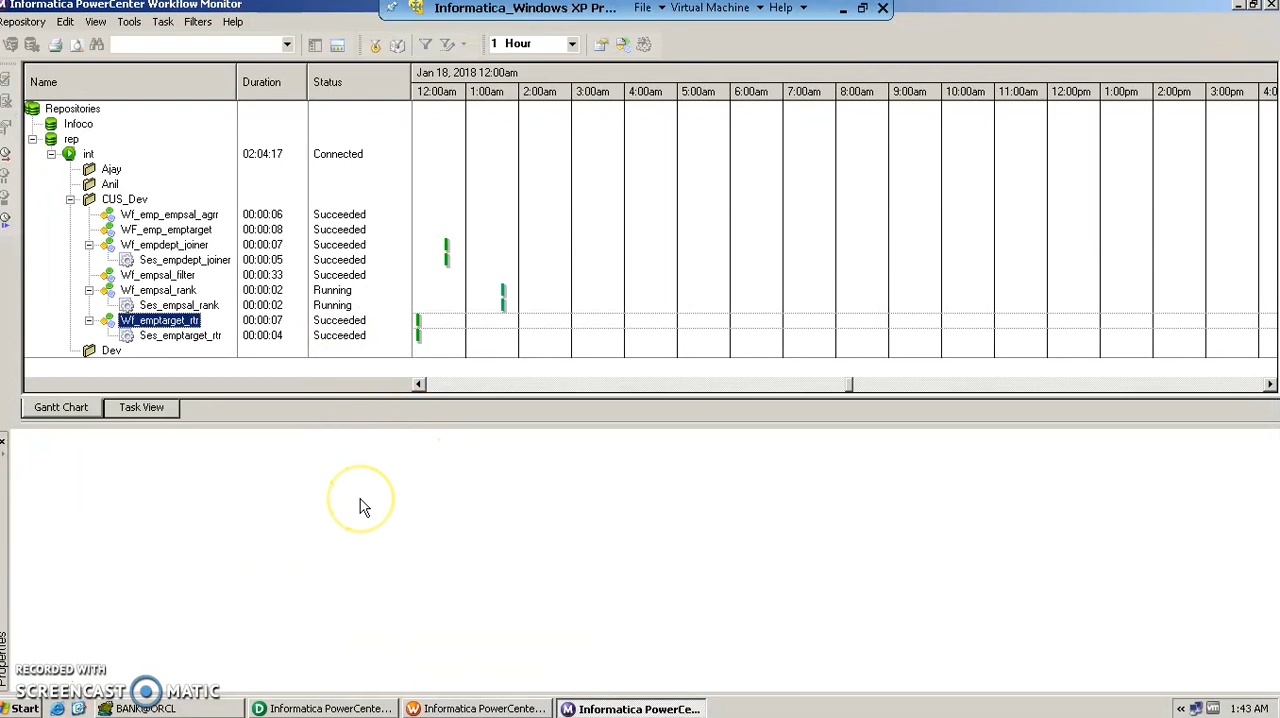 Informatica PowerCenter Workflow Monitor
Informatica_Windows XP Pr... File Virtual Machine Help
Repository Edit View Tools Task Filters Help
1 Hour
Name Duration Status Jan 18, 2018 12:00am
12:00am 1:00am 2:00am 3:00am 4:00am 5:00am 6:00am 7:00am 8:00am 9:00am 10:00am 11:00am 12:00pm 1:00pm 2:00pm 3:00pm 4:0
Repositories
Infoco
rep
int 02:04:17 Connected
Ajay
Anil
CUS_Dev
Wf_emp_empsal_agrr 00:00:06 Succeeded
WF_emp_emptarget 00:00:08 Succeeded
Wf_empdept_joiner 00:00:07 Succeeded
Ses_empdept_joiner 00:00:05 Succeeded
Wf_empsal_filter 00:00:33 Succeeded
Wf_empsal_rank 00:00:02 Running
Ses_empsal_rank 00:00:02 Running
Wf_emptarget_rtr 00:00:07 Succeeded
Ses_emptarget_rtr 00:00:04 Succeeded
Dev
Gantt Chart Task View
Properties
RECORDED WITH
SCREENCAST MATIC
Start BANK@ORCL Informatica PowerCente... Informatica PowerCente... Informatica PowerCe... 1:43 AM